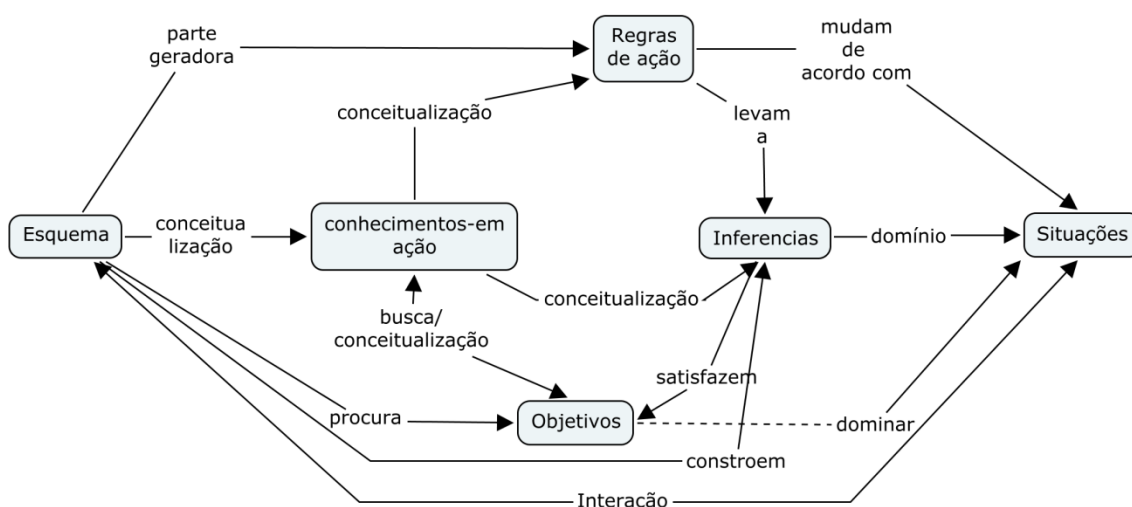 parte
geradora
Regras
de ação
mudam
de
acordo com
conceitualização
levam
a
Esquema
conceitua
lização
conhecimentos-em
ação
Inferencias
domínio
Situações
conceitualização
busca/
conceitualização
satisfazem
procura
Objetivos
dominar
constroem
Interação